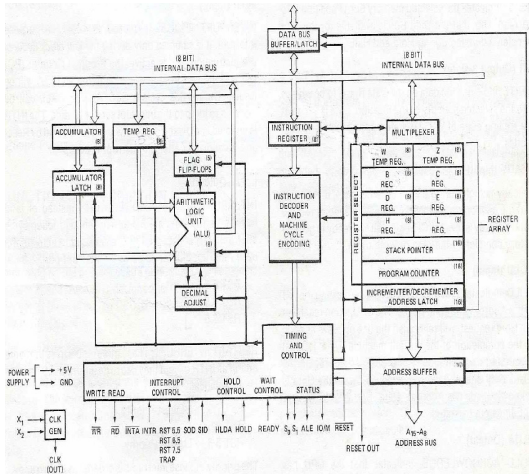 DATA BUS
BUFFER/LATCH
(8 BIT)
INTERNAL DATA BUS
(8 BIT)
INTERNAL DATA BUS
ACCUMULATOR
(8)
TEMP REG.
(8)
FLAG
FLIP-FLOPS
(5)
INSTRUCTION
REGISTER
(8)
MULTIPLEXER
ACCUMULATOR
LATCH
(8)
ARITHMETIC
LOGIC
UNIT
(ALU)
(8)
DECIMAL
ADJUST
INSTRUCTION
DECODER
AND
MACHINE
CYCLE
ENCODING
REGISTER SELECT
W (8)
TEMP REG.
Z (8)
TEMP REG.
B (8)
REC
C (8)
REG.
D (8)
REG.
E (8)
REG.
H (8)
REG.
L (8)
REG.
STACK POINTER (16)
PROGRAM COUNTER (16)
INCREMENTER/DECREMENTER
ADDRESS LATCH (16)
REGISTER
ARRAY
TIMING
AND
CONTROL
WRITE READ
INTERRUPT
CONTROL
HOLD
CONTROL
WAIT
CONTROL
STATUS
ADDRESS BUFFER
POWER
SUPPLY
+5V
GND
X1
X2
CLK
GEN
CLK
(OUT)
WR RD INTA INTR RST 5.5 SOD SID HLDA HOLD READY S0 S1 ALE IO/M RESET
RST 6.5
RST 7.5
TRAP
RESET OUT
A15-A8
ADDRESS BUS